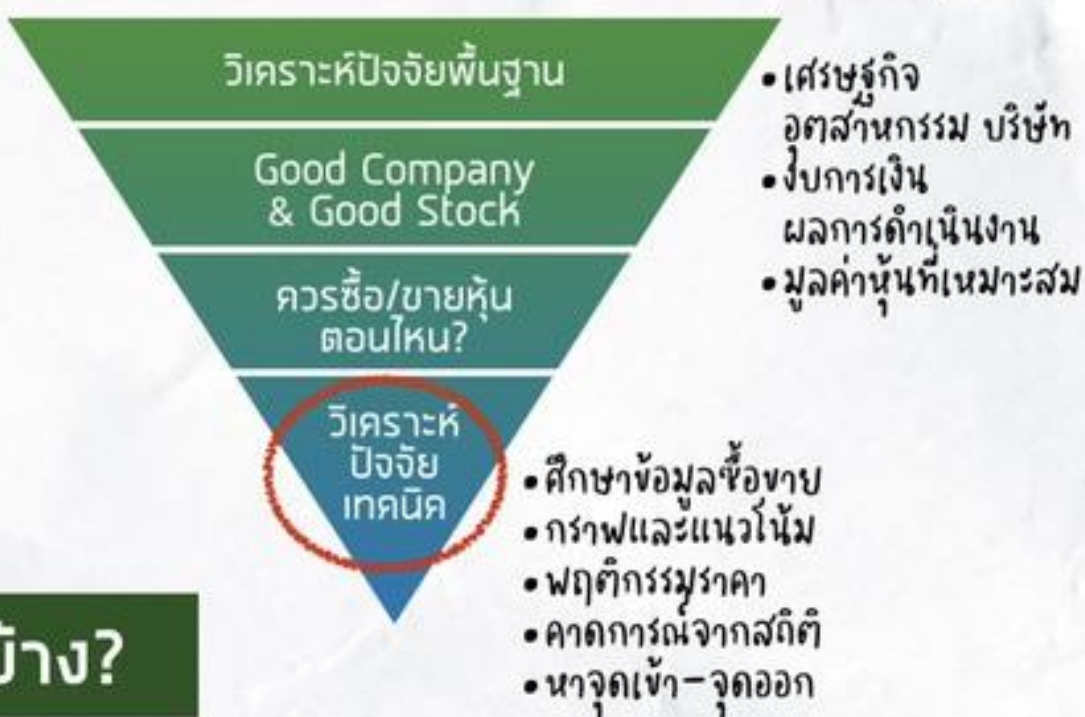 วิเคราะห์ปัจจัยพื้นฐาน
Good Company
& Good Stock
ควรซื้อ/ขายหุ้น
ตอนไหน?
วิเคราะห์
ปัจจัย
เทคนิค
•เศรษฐกิจ
อุตสาหกรรม บริษัท
•งบการเงิน
ผลการดำเนินงาน
•มูลค่าหุ้นที่เหมาะสม
•ศึกษาข้อมูลซื้อขาย
•กราฟและแนวโน้ม
•พฤติกรรมราคา
•คาดการณ์จากสถิติ
•หาจุดเข้า-จุดออก
บ้าง?